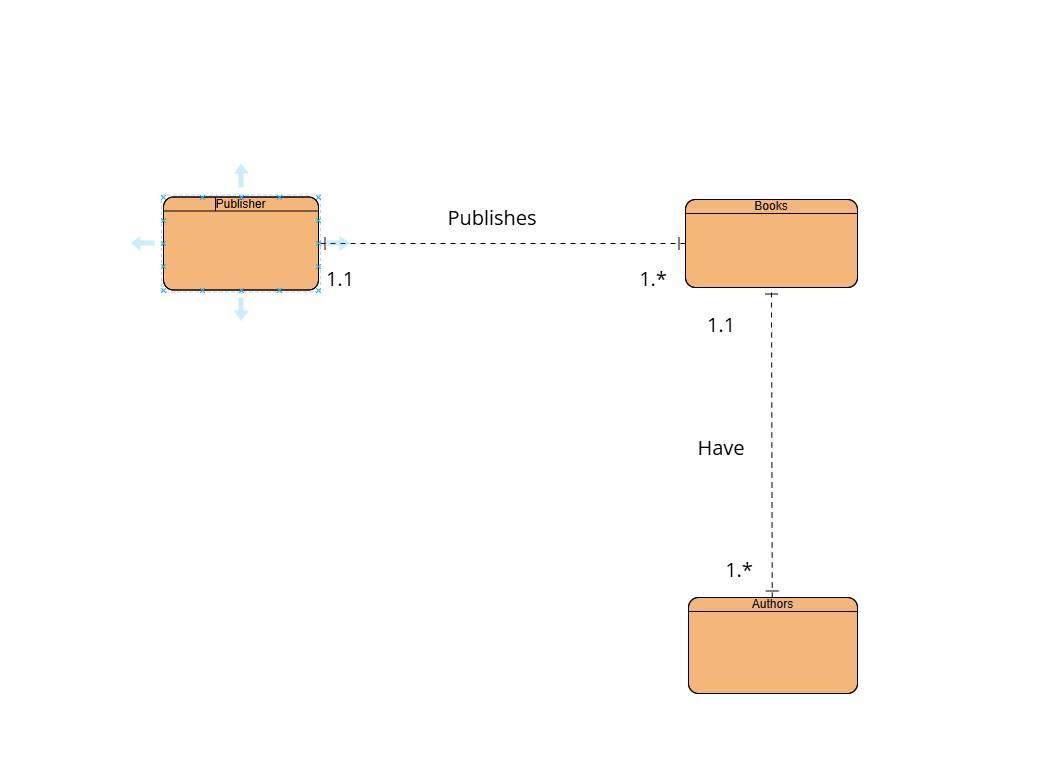 Publisher
Books
Publishes
1.1
1.*
1.1
Have
1.*
Authors